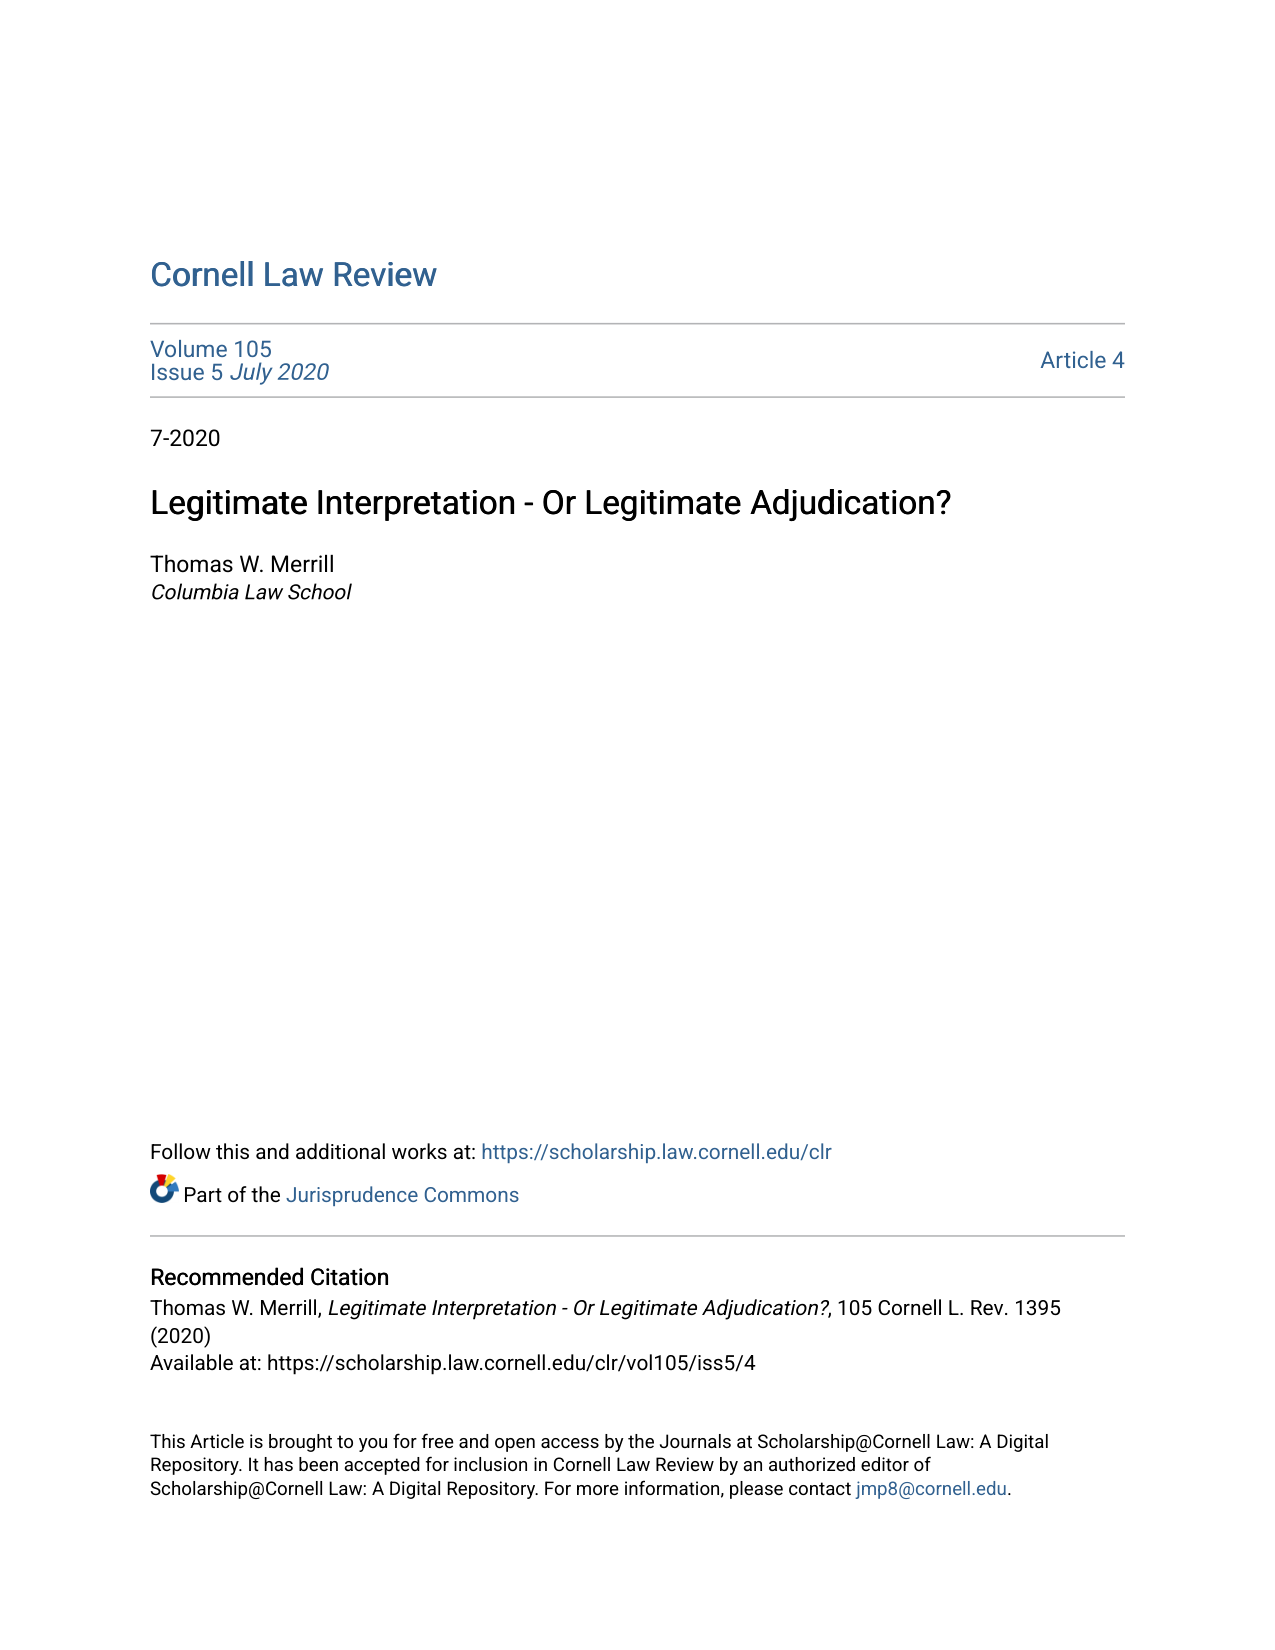 Cornell Law Review
Volume 105
Issue 5 July 2020
Article 4
7-2020
Legitimate Interpretation - Or Legitimate Adjudication?
Thomas W. Merrill
Columbia Law School
Follow this and additional works at: https://scholarship.law.cornell.edu/clr
Part of the Jurisprudence Commons
Recommended Citation
Thomas W. Merrill, Legitimate Interpretation - Or Legitimate Adjudication?, 105 Cornell L. Rev. 1395
(2020)
Available at: https://scholarship.law.cornell.edu/clr/vol105/iss5/4
This Article is brought to you for free and open access by the Journals at Scholarship@Cornell Law: A Digital
Repository. It has been accepted for inclusion in Cornell Law Review by an authorized editor of
Scholarship@Cornell Law: A Digital Repository. For more information, please contact jmp8@cornell.edu.